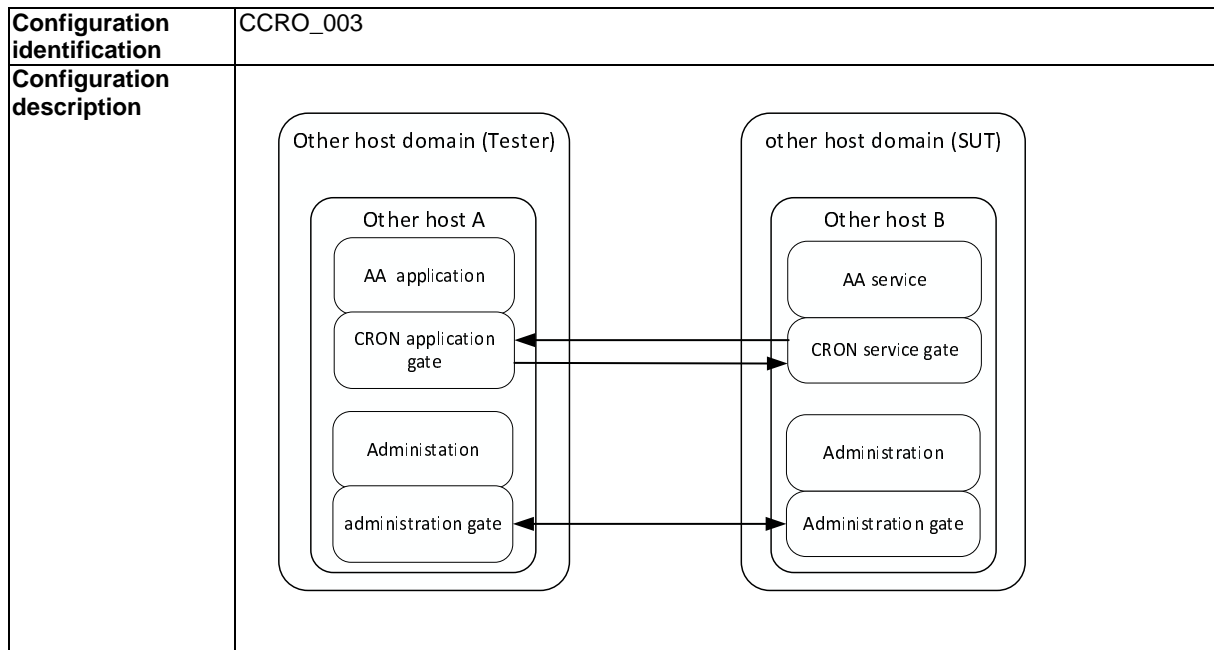 Configuration
identification
CCRO_003
Configuration
description
Other host domain (Tester)
Other host A
AA application
CRON application
gate
Administation
administration gate
other host domain (SUT)
Other host B
AA service
CRON service gate
Administration
Administration gate